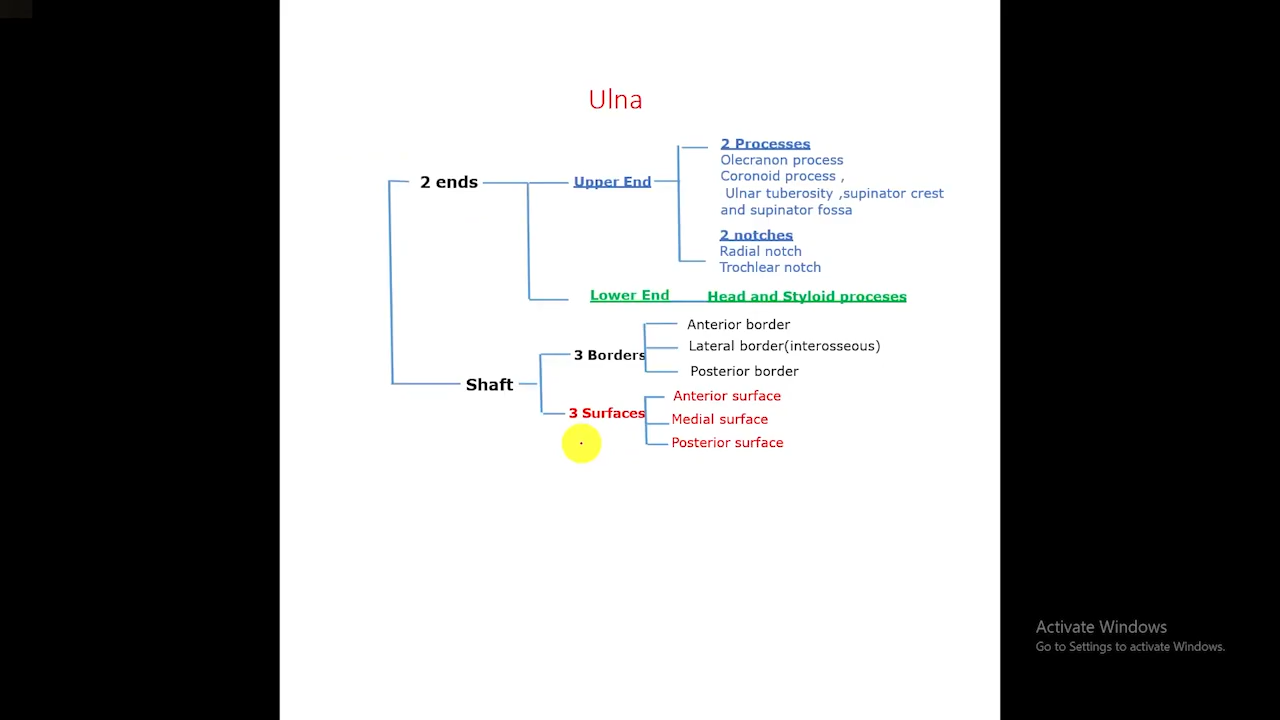 Ulna
2 ends
Upper End
2 Processes
Olecranon process
Coronoid process ,
Ulnar tuberosity ,supinator crest
and supinator fossa
2 notches
Radial notch
Trochlear notch
Lower End
Head and Styloid proceses
Shaft
3 Borders
Anterior border
Lateral border(interosseous)
Posterior border
3 Surfaces
Anterior surface
Medial surface
Posterior surface
Activate Windows
Go to Settings to activate Windows.